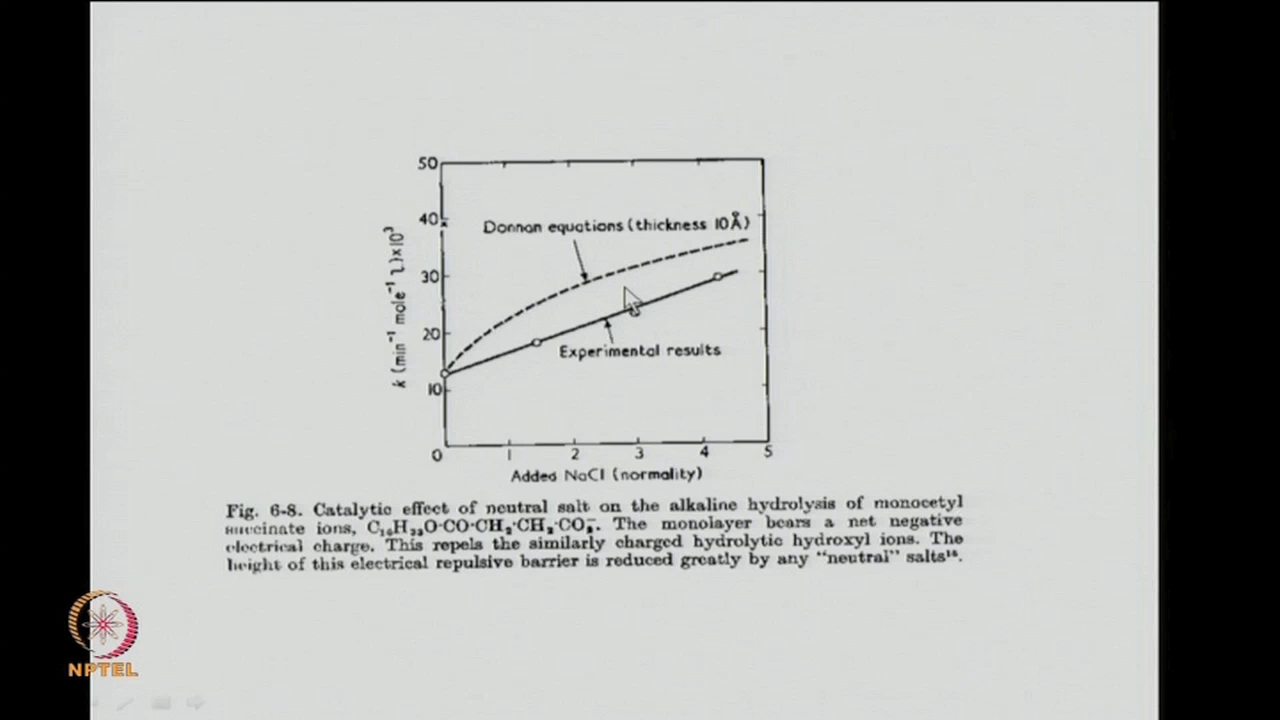 50
40
30
20
10
0
1
2
3
4
5
k (min⁻¹ mole⁻¹ l)×10³
Donnan equations (thickness 10Å)
Experimental results
Added NaCl (normality)
Fig. 6-8. Catalytic effect of neutral salt on the alkaline hydrolysis of monocetyl
succinate ions, C₁₆H₃₃O·CO·CH₂·CH₂·CO₂⁻. The monolayer bears a net negative
electrical charge. This repels the similarly charged hydrolytic hydroxyl ions. The
height of this electrical repulsive barrier is reduced greatly by any "neutral" salts¹⁶.
NPTEL